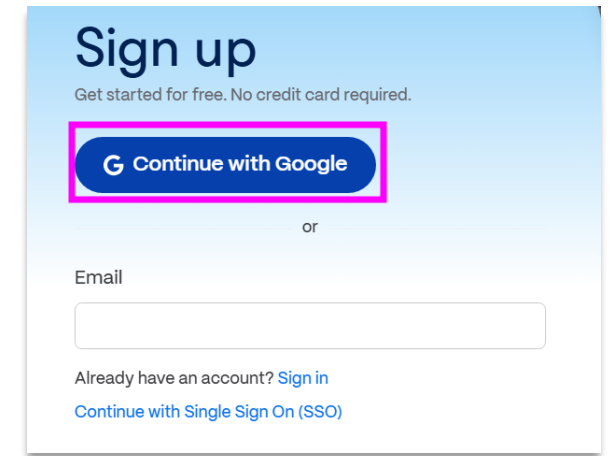 Sign up
Get started for free. No credit card required.
Continue with Google
or
Email
Already have an account? Sign in
Continue with Single Sign On (SSO)